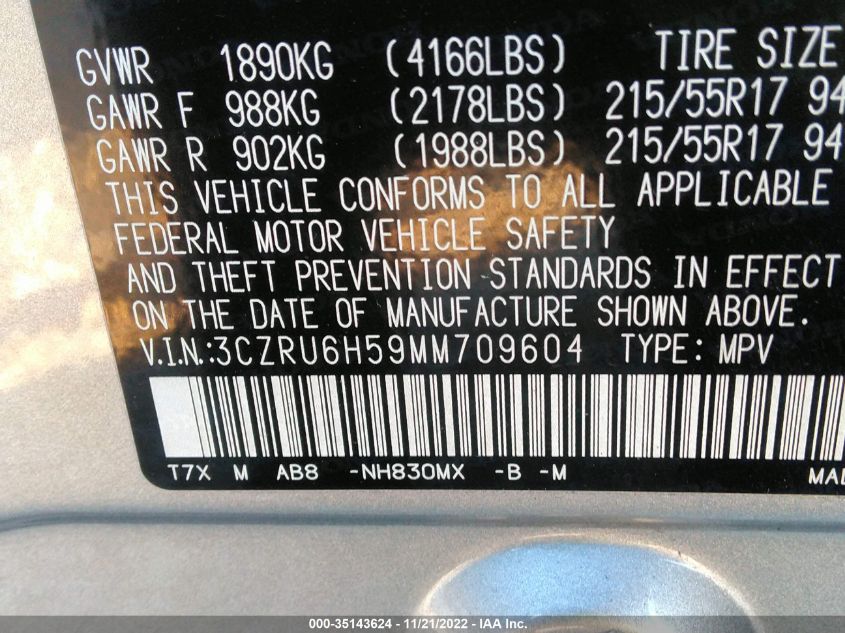 GVWR 1890KG (4166LBS) TIRE SIZE
GAWR F 988KG (2178LBS) 215/55R17 94
GAWR R 902KG (1988LBS) 215/55R17 94
THIS VEHICLE CONFORMS TO ALL APPLICABLE
FEDERAL MOTOR VEHICLE SAFETY
AND THEFT PREVENTION STANDARDS IN EFFECT
ON THE DATE OF MANUFACTURE SHOWN ABOVE.
V.I.N.:3CZRU6H59MM709604 TYPE: MPV
T7X M AB8 -NH830MX -B -M
000-35143624 - 11/21/2022 - IAA Inc.